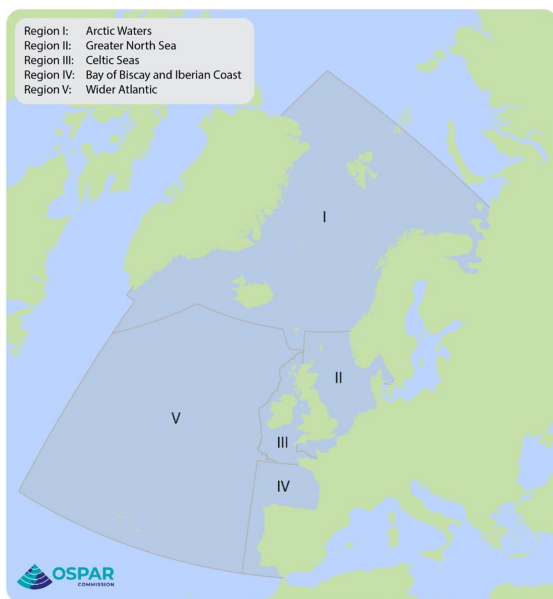 Region I: Arctic Waters
Region II: Greater North Sea
Region III: Celtic Seas
Region IV: Bay of Biscay and Iberian Coast
Region V: Wider Atlantic
I
II
V
III
IV
OSPAR
COMMISSION